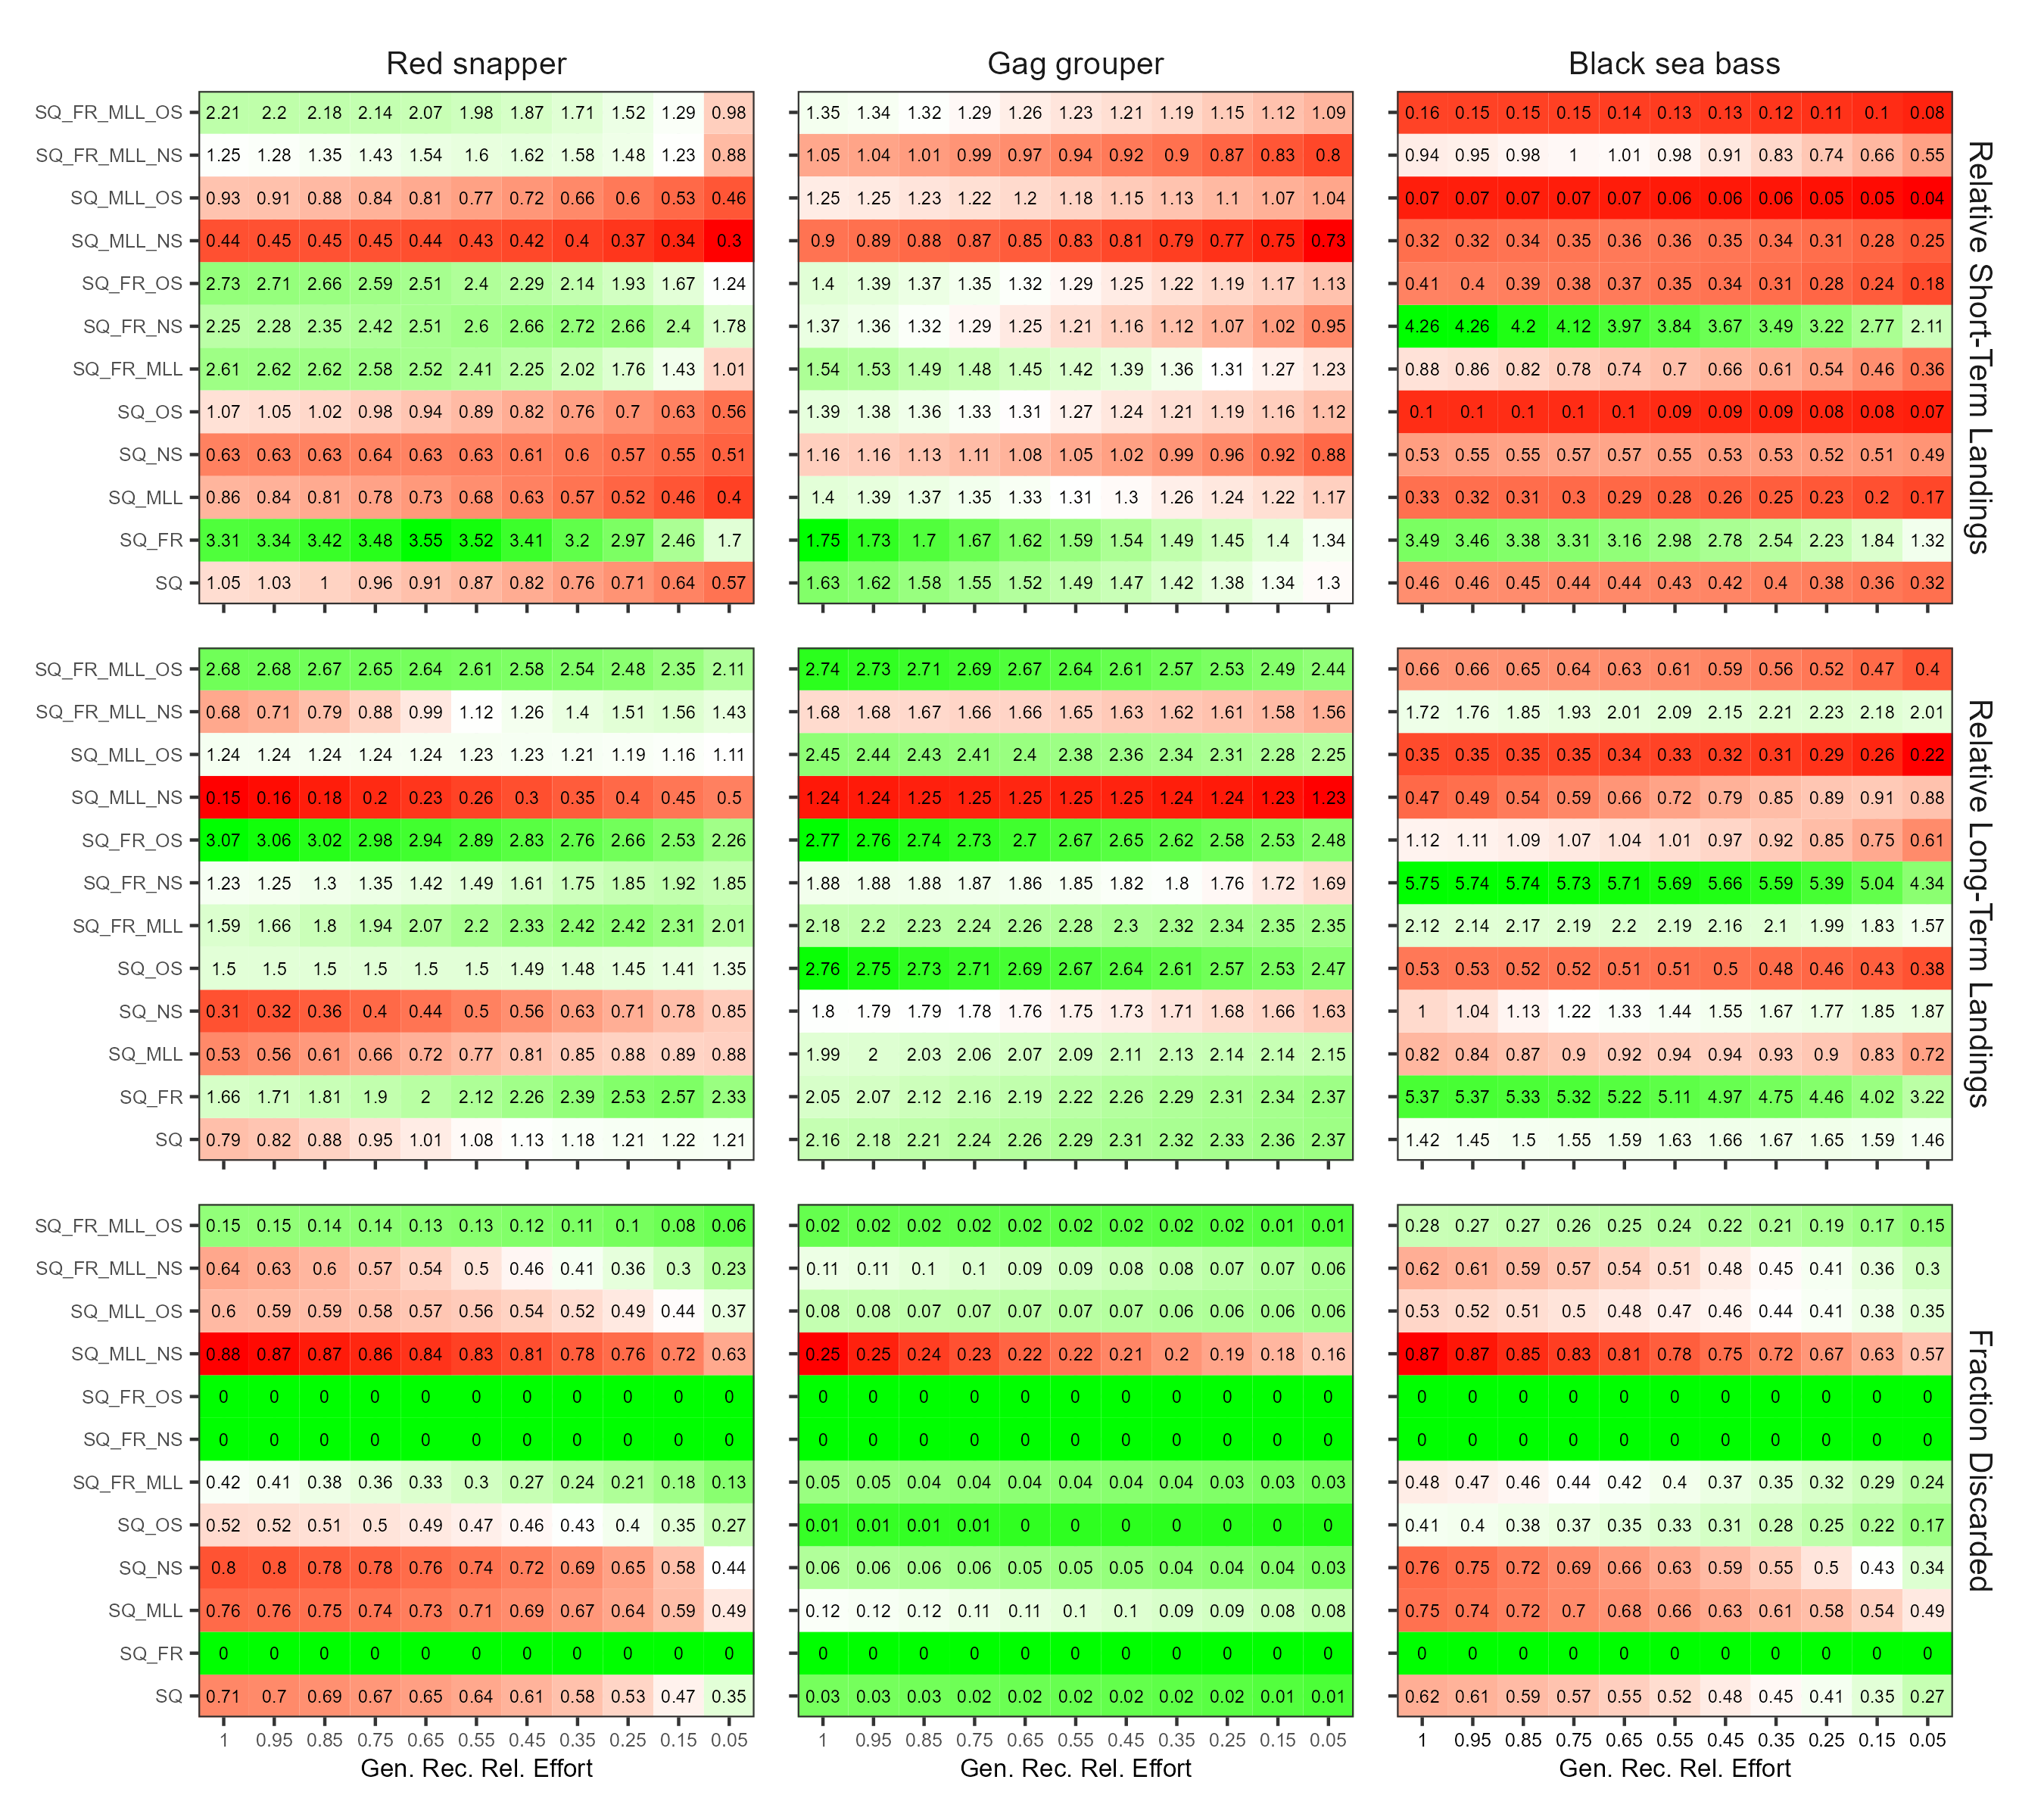 Red snapper Gag grouper Black sea bass
SQ_FR_MLL_OS 2.21 2.2 2.18 2.14 2.07 1.98 1.87 1.71 1.52 1.29 0.98 1.35 1.34 1.32 1.29 1.26 1.23 1.21 1.19 1.15 1.12 1.09 0.16 0.15 0.15 0.15 0.14 0.13 0.13 0.12 0.11 0.1 0.08
SQ_FR_MLL_NS 1.25 1.28 1.35 1.43 1.54 1.6 1.62 1.58 1.48 1.23 0.88 1.05 1.04 1.01 0.99 0.97 0.94 0.92 0.9 0.87 0.83 0.8 0.94 0.95 0.98 1 1.01 0.98 0.91 0.83 0.74 0.66 0.55
SQ_MLL_OS 0.93 0.91 0.88 0.84 0.81 0.77 0.72 0.66 0.6 0.53 0.46 1.25 1.25 1.23 1.22 1.2 1.18 1.15 1.13 1.1 1.07 1.04 0.07 0.07 0.07 0.07 0.07 0.06 0.06 0.06 0.05 0.05 0.04
SQ_MLL_NS 0.44 0.45 0.45 0.45 0.44 0.43 0.42 0.4 0.37 0.34 0.3 0.9 0.89 0.88 0.87 0.85 0.83 0.81 0.79 0.77 0.75 0.73 0.32 0.32 0.34 0.35 0.36 0.36 0.35 0.34 0.31 0.28 0.25
SQ_FR_OS 2.73 2.71 2.66 2.59 2.51 2.4 2.29 2.14 1.93 1.67 1.24 1.4 1.39 1.37 1.35 1.32 1.29 1.25 1.22 1.19 1.17 1.13 0.41 0.4 0.39 0.38 0.37 0.35 0.34 0.31 0.28 0.24 0.18
SQ_FR_NS 2.25 2.28 2.35 2.42 2.51 2.6 2.66 2.72 2.66 2.4 1.78 1.37 1.36 1.32 1.29 1.25 1.21 1.16 1.12 1.07 1.02 0.95 4.26 4.26 4.2 4.12 3.97 3.84 3.67 3.49 3.22 2.77 2.11
SQ_FR_MLL 2.61 2.62 2.62 2.58 2.52 2.41 2.25 2.02 1.76 1.43 1.01 1.54 1.53 1.49 1.48 1.45 1.42 1.39 1.36 1.31 1.27 1.23 0.88 0.86 0.82 0.78 0.74 0.7 0.66 0.61 0.54 0.46 0.36
SQ_OS 1.07 1.05 1.02 0.98 0.94 0.89 0.82 0.76 0.7 0.63 0.56 1.39 1.38 1.36 1.33 1.31 1.27 1.24 1.21 1.19 1.16 1.12 0.1 0.1 0.1 0.1 0.1 0.09 0.09 0.09 0.08 0.08 0.07
SQ_NS 0.63 0.63 0.63 0.64 0.63 0.63 0.61 0.6 0.57 0.55 0.51 1.16 1.16 1.13 1.11 1.08 1.05 1.02 0.99 0.96 0.92 0.88 0.53 0.55 0.55 0.57 0.57 0.55 0.53 0.53 0.52 0.51 0.49
SQ_MLL 0.86 0.84 0.81 0.78 0.73 0.68 0.63 0.57 0.52 0.46 0.4 1.4 1.39 1.37 1.35 1.33 1.31 1.3 1.26 1.24 1.22 1.17 0.33 0.32 0.31 0.3 0.29 0.28 0.26 0.25 0.23 0.2 0.17
SQ_FR 3.31 3.34 3.42 3.48 3.55 3.52 3.41 3.2 2.97 2.46 1.7 1.75 1.73 1.7 1.67 1.62 1.59 1.54 1.49 1.45 1.4 1.34 3.49 3.46 3.38 3.31 3.16 2.98 2.78 2.54 2.23 1.84 1.32
SQ 1.05 1.03 1 0.96 0.91 0.87 0.82 0.76 0.71 0.64 0.57 1.63 1.62 1.58 1.55 1.52 1.49 1.47 1.42 1.38 1.34 1.3 0.46 0.46 0.45 0.44 0.44 0.43 0.42 0.4 0.38 0.36 0.32
Relative Short-Term Landings
SQ_FR_MLL_OS 2.68 2.68 2.67 2.65 2.64 2.61 2.58 2.54 2.48 2.35 2.11 2.74 2.73 2.71 2.69 2.67 2.64 2.61 2.57 2.53 2.49 2.44 0.66 0.66 0.65 0.64 0.63 0.61 0.59 0.56 0.52 0.47 0.4
SQ_FR_MLL_NS 0.68 0.71 0.79 0.88 0.99 1.12 1.26 1.4 1.51 1.56 1.43 1.68 1.68 1.67 1.66 1.66 1.65 1.63 1.62 1.61 1.58 1.56 1.72 1.76 1.85 1.93 2.01 2.09 2.15 2.21 2.23 2.18 2.01
SQ_MLL_OS 1.24 1.24 1.24 1.24 1.24 1.23 1.23 1.21 1.19 1.16 1.11 2.45 2.44 2.43 2.41 2.4 2.38 2.36 2.34 2.31 2.28 2.25 0.35 0.35 0.35 0.35 0.34 0.33 0.32 0.31 0.29 0.26 0.22
SQ_MLL_NS 0.15 0.16 0.18 0.2 0.23 0.26 0.3 0.35 0.4 0.45 0.5 1.24 1.24 1.25 1.25 1.25 1.25 1.25 1.24 1.24 1.23 1.23 0.47 0.49 0.54 0.59 0.66 0.72 0.79 0.85 0.89 0.91 0.88
SQ_FR_OS 3.07 3.06 3.02 2.98 2.94 2.89 2.83 2.76 2.66 2.53 2.26 2.77 2.76 2.74 2.73 2.7 2.67 2.65 2.62 2.58 2.53 2.48 1.12 1.11 1.09 1.07 1.04 1.01 0.97 0.92 0.85 0.75 0.61
SQ_FR_NS 1.23 1.25 1.3 1.35 1.42 1.49 1.61 1.75 1.85 1.92 1.85 1.88 1.88 1.88 1.87 1.86 1.85 1.82 1.8 1.76 1.72 1.69 5.75 5.74 5.74 5.73 5.71 5.69 5.66 5.59 5.39 5.04 4.34
SQ_FR_MLL 1.59 1.66 1.8 1.94 2.07 2.2 2.33 2.42 2.42 2.31 2.01 2.18 2.2 2.23 2.24 2.26 2.28 2.3 2.32 2.34 2.35 2.35 2.12 2.14 2.17 2.19 2.2 2.19 2.16 2.1 1.99 1.83 1.57
SQ_OS 1.5 1.5 1.5 1.5 1.5 1.5 1.49 1.48 1.45 1.41 1.35 2.76 2.75 2.73 2.71 2.69 2.67 2.64 2.61 2.57 2.53 2.47 0.53 0.53 0.52 0.52 0.51 0.51 0.5 0.48 0.46 0.43 0.38
SQ_NS 0.31 0.32 0.36 0.4 0.44 0.5 0.56 0.63 0.71 0.78 0.85 1.8 1.79 1.79 1.78 1.76 1.75 1.73 1.71 1.68 1.66 1.63 1 1.04 1.13 1.22 1.33 1.44 1.55 1.67 1.77 1.85 1.87
SQ_MLL 0.53 0.56 0.61 0.66 0.72 0.77 0.81 0.85 0.88 0.89 0.88 1.99 2 2.03 2.06 2.07 2.09 2.11 2.13 2.14 2.14 2.15 0.82 0.84 0.87 0.9 0.92 0.94 0.94 0.93 0.9 0.83 0.72
SQ_FR 1.66 1.71 1.81 1.9 2 2.12 2.26 2.39 2.53 2.57 2.33 2.05 2.07 2.12 2.16 2.19 2.22 2.26 2.29 2.31 2.34 2.37 5.37 5.37 5.33 5.32 5.22 5.11 4.97 4.75 4.46 4.02 3.22
SQ 0.79 0.82 0.88 0.95 1.01 1.08 1.13 1.18 1.21 1.22 1.21 2.16 2.18 2.21 2.24 2.26 2.29 2.31 2.32 2.33 2.36 2.37 1.42 1.45 1.5 1.55 1.59 1.63 1.66 1.67 1.65 1.59 1.46
Relative Long-Term Landings
SQ_FR_MLL_OS 0.15 0.15 0.14 0.14 0.13 0.13 0.12 0.11 0.1 0.08 0.06 0.02 0.02 0.02 0.02 0.02 0.02 0.02 0.02 0.02 0.01 0.01 0.28 0.27 0.27 0.26 0.25 0.24 0.22 0.21 0.19 0.17 0.15
SQ_FR_MLL_NS 0.64 0.63 0.6 0.57 0.54 0.5 0.46 0.41 0.36 0.3 0.23 0.11 0.11 0.1 0.1 0.09 0.09 0.08 0.08 0.07 0.07 0.06 0.62 0.61 0.59 0.57 0.54 0.51 0.48 0.45 0.41 0.36 0.3
SQ_MLL_OS 0.6 0.59 0.59 0.58 0.57 0.56 0.54 0.52 0.49 0.44 0.37 0.08 0.08 0.07 0.07 0.07 0.07 0.07 0.06 0.06 0.06 0.06 0.53 0.52 0.51 0.5 0.48 0.47 0.46 0.44 0.41 0.38 0.35
SQ_MLL_NS 0.88 0.87 0.87 0.86 0.84 0.83 0.81 0.78 0.76 0.72 0.63 0.25 0.25 0.24 0.23 0.22 0.22 0.21 0.2 0.19 0.18 0.16 0.87 0.87 0.85 0.83 0.81 0.78 0.75 0.72 0.67 0.63 0.57
SQ_FR_OS 0 0 0 0 0 0 0 0 0 0 0 0 0 0 0 0 0 0 0 0 0 0 0 0 0 0 0 0 0 0 0 0 0
SQ_FR_NS 0 0 0 0 0 0 0 0 0 0 0 0 0 0 0 0 0 0 0 0 0 0 0 0 0 0 0 0 0 0 0 0 0
SQ_FR_MLL 0.42 0.41 0.38 0.36 0.33 0.3 0.27 0.24 0.21 0.18 0.13 0.05 0.05 0.04 0.04 0.04 0.04 0.04 0.04 0.03 0.03 0.03 0.48 0.47 0.46 0.44 0.42 0.4 0.37 0.35 0.32 0.29 0.24
SQ_OS 0.52 0.52 0.51 0.5 0.49 0.47 0.46 0.43 0.4 0.35 0.27 0.01 0.01 0.01 0.01 0 0 0 0 0 0 0 0.41 0.4 0.38 0.37 0.35 0.33 0.31 0.28 0.25 0.22 0.17
SQ_NS 0.8 0.8 0.78 0.78 0.76 0.74 0.72 0.69 0.65 0.58 0.44 0.06 0.06 0.06 0.06 0.05 0.05 0.05 0.04 0.04 0.04 0.03 0.76 0.75 0.72 0.69 0.66 0.63 0.59 0.55 0.5 0.43 0.34
SQ_MLL 0.76 0.76 0.75 0.74 0.73 0.71 0.69 0.67 0.64 0.59 0.49 0.12 0.12 0.12 0.11 0.11 0.1 0.1 0.09 0.09 0.08 0.08 0.75 0.74 0.72 0.7 0.68 0.66 0.63 0.61 0.58 0.54 0.49
SQ_FR 0 0 0 0 0 0 0 0 0 0 0 0 0 0 0 0 0 0 0 0 0 0 0 0 0 0 0 0 0 0 0 0 0
SQ 0.71 0.7 0.69 0.67 0.65 0.64 0.61 0.58 0.53 0.47 0.35 0.03 0.03 0.03 0.02 0.02 0.02 0.02 0.02 0.02 0.01 0.01 0.62 0.61 0.59 0.57 0.55 0.52 0.48 0.45 0.41 0.35 0.27
Fraction Discarded
1 0.95 0.85 0.75 0.65 0.55 0.45 0.35 0.25 0.15 0.05 1 0.95 0.85 0.75 0.65 0.55 0.45 0.35 0.25 0.15 0.05 1 0.95 0.85 0.75 0.65 0.55 0.45 0.35 0.25 0.15 0.05
Gen. Rec. Rel. Effort Gen. Rec. Rel. Effort Gen. Rec. Rel. Effort